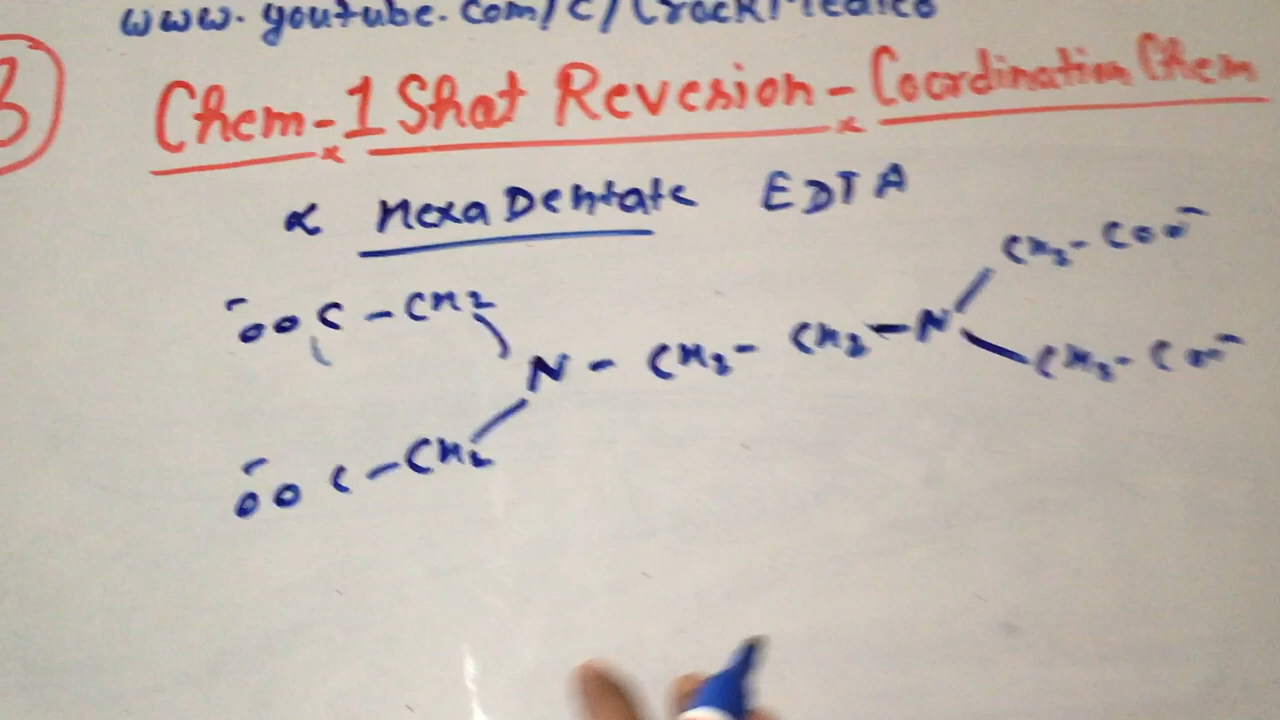 www.youtube.com/c/CrackMedico
3
Chem-1 Shot Revesion - Coordination Chem
Hexa Dentate EDTA
CH2 - COO-
-OOC - CH2
N - CH2 - CH2 - N
CH2 - COO-
-OOC - CH2